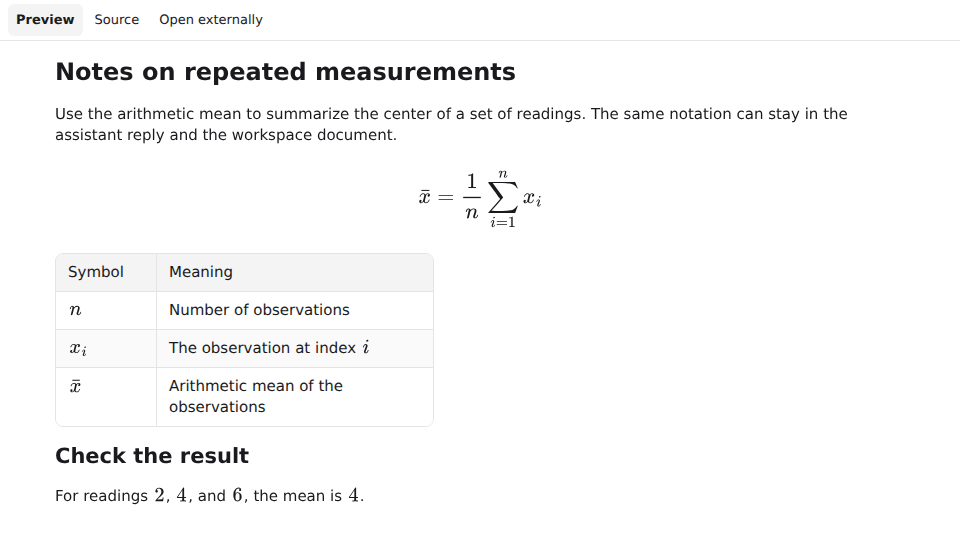 Preview Source Open externally
Notes on repeated measurements
Use the arithmetic mean to summarize the center of a set of readings. The same notation can stay in the
assistant reply and the workspace document.
x̄ = 1/n ∑_{i=1}^{n} x_i
Symbol Meaning
n Number of observations
x_i The observation at index i
x̄ Arithmetic mean of the
observations
Check the result
For readings 2, 4, and 6, the mean is 4.